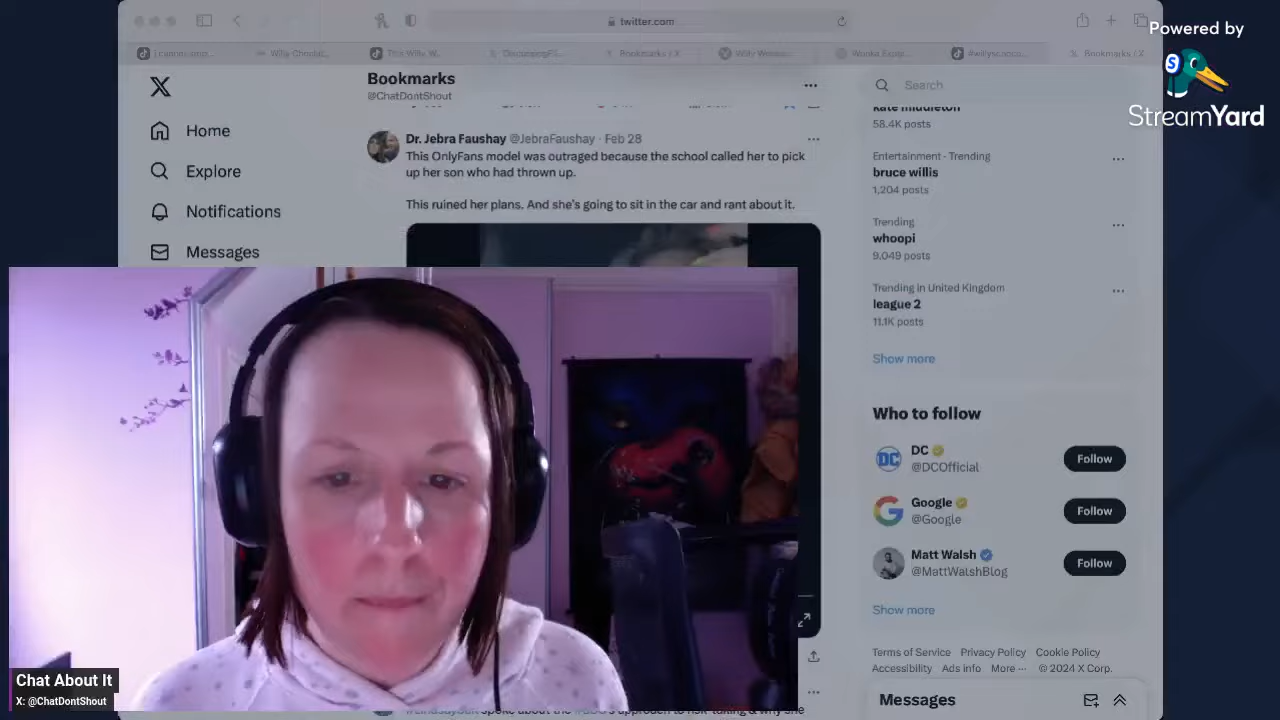 Powered by
StreamYard
twitter.com
Bookmarks / X
Bookmarks / X
Bookmarks
@ChatDontShout
Home
Explore
Notifications
Messages
Dr. Jebra Faushay @JebraFaushay · Feb 28
This OnlyFans model was outraged because the school called her to pick
up her son who had thrown up.
This ruined her plans. And she's going to sit in the car and rant about it.
Search
kate middleton
58.4K posts
Entertainment · Trending
bruce willis
1,204 posts
Trending
whoopi
9,049 posts
Trending in United Kingdom
league 2
11.1K posts
Show more
Who to follow
DC
@DCOfficial
Follow
Google
@Google
Follow
Matt Walsh
@MattWalshBlog
Follow
Show more
Terms of Service Privacy Policy Cookie Policy
Accessibility Ads info More ··· © 2024 X Corp.
Messages
Chat About It
X: @ChatDontShout